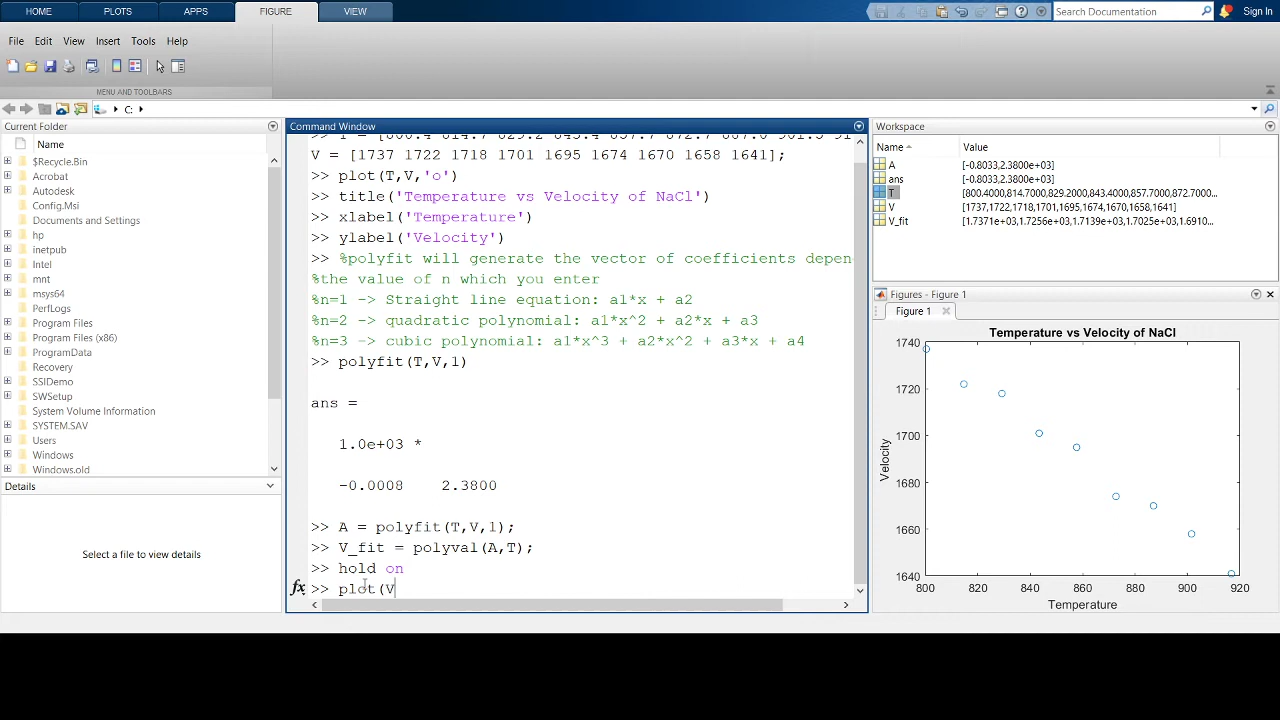 HOME PLOTS APPS FIGURE VIEW Search Documentation Sign In
File Edit View Insert Tools Help
MENU AND TOOLBARS
C:
Current Folder
Name
$Recycle.Bin
Acrobat
Autodesk
Config.Msi
Documents and Settings
hp
inetpub
Intel
mnt
msys64
PerfLogs
Program Files
Program Files (x86)
ProgramData
Recovery
SSIDemo
SWSetup
System Volume Information
SYSTEM.SAV
Users
Windows
Windows.old
Details
Select a file to view details
Command Window
V = [1737 1722 1718 1701 1695 1674 1670 1658 1641];
>> plot(T,V,'o')
>> title('Temperature vs Velocity of NaCl')
>> xlabel('Temperature')
>> ylabel('Velocity')
>> %polyfit will generate the vector of coefficients depen
%the value of n which you enter
%n=1 -> Straight line equation: a1*x + a2
%n=2 -> quadratic polynomial: a1*x^2 + a2*x + a3
%n=3 -> cubic polynomial: a1*x^3 + a2*x^2 + a3*x + a4
>> polyfit(T,V,1)
ans =
1.0e+03 *
-0.0008 2.3800
>> A = polyfit(T,V,1);
>> V_fit = polyval(A,T);
>> hold on
fx >> plot(V
Workspace
Name Value
A [-0.8033,2.3800e+03]
ans [-0.8033,2.3800e+03]
T [800.4000,814.7000,829.2000,843.4000,857.7000,872.7000...
V [1737,1722,1718,1701,1695,1674,1670,1658,1641]
V_fit [1.7371e+03,1.7256e+03,1.7139e+03,1.7025e+03,1.6910...
Figures - Figure 1
Figure 1
Temperature vs Velocity of NaCl
1740
1720
1700
1680
1660
1640
Velocity
800 820 840 860 880 900 920
Temperature